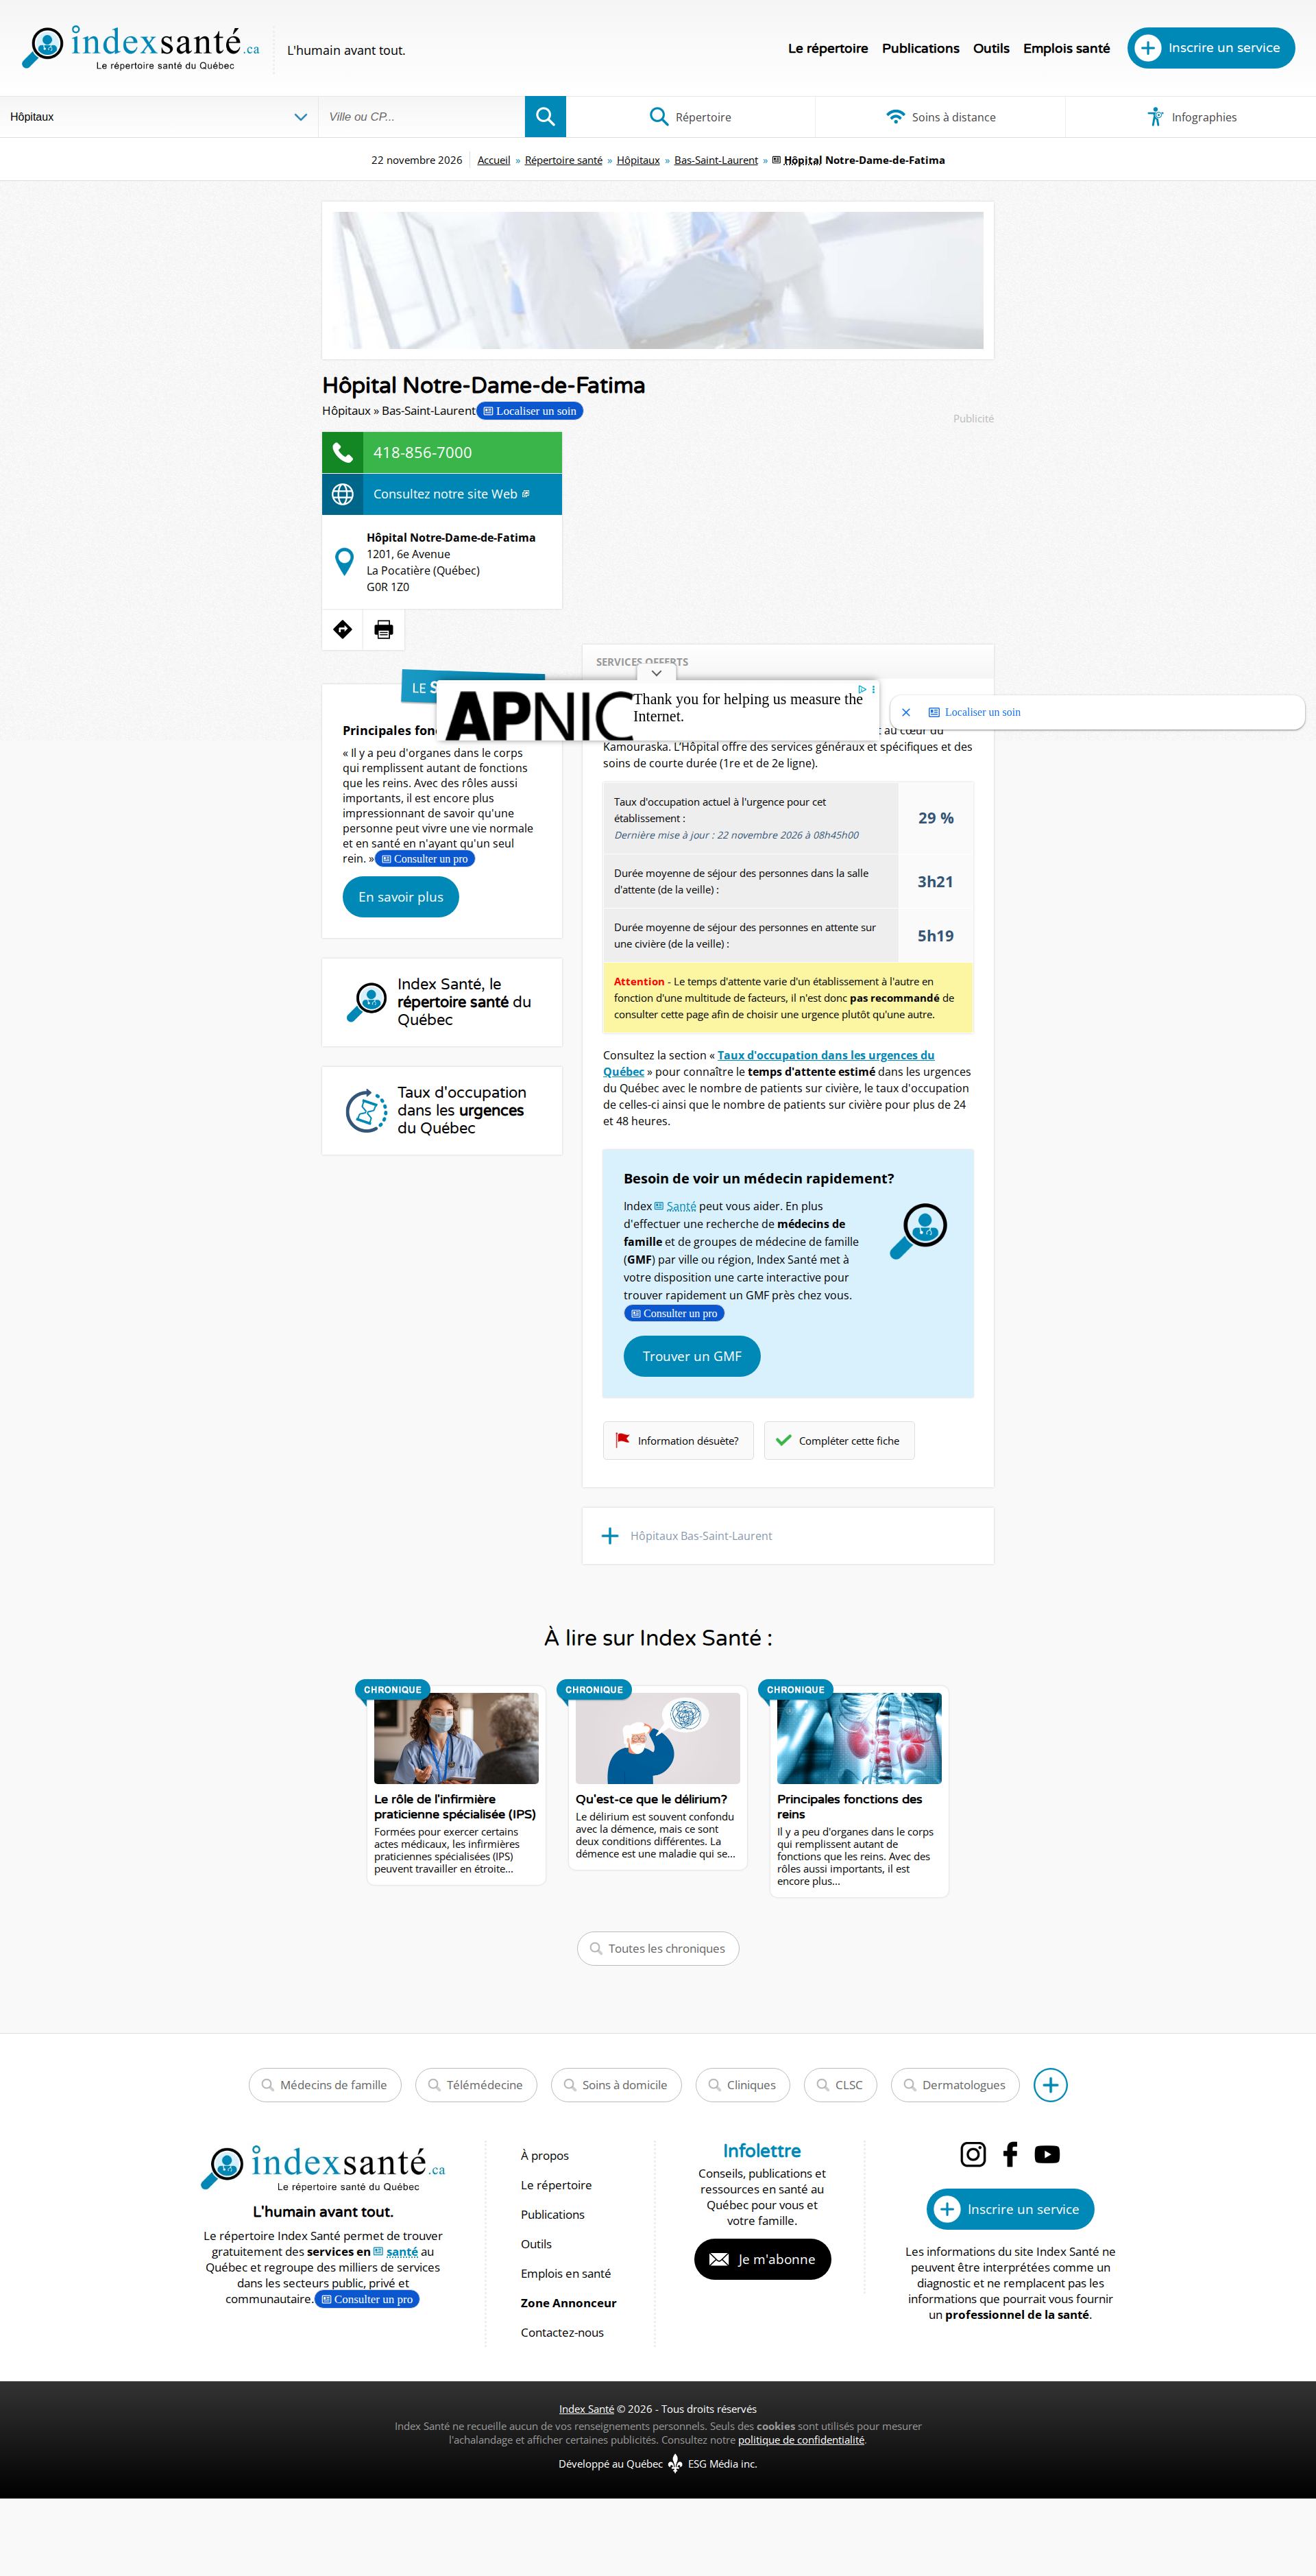 indexsanté.ca
Le répertoire santé du Québec
L'humain avant tout.
Le répertoire
Publications
Outils
Emplois santé
Inscrire un service
Hôpitaux
Ville ou CP...
Répertoire
Soins à distance
Infographies
22 novembre 2026
Accueil » Répertoire santé » Hôpitaux » Bas-Saint-Laurent » Hôpital Notre-Dame-de-Fatima
Hôpital Notre-Dame-de-Fatima
Hôpitaux » Bas-Saint-Laurent Localiser un soin
Publicité
418-856-7000
Consultez notre site Web
Hôpital Notre-Dame-de-Fatima
1201, 6e Avenue
La Pocatière (Québec)
G0R 1Z0
LE
Principales
« Il y a peu d'organes dans le corps
qui remplissent autant de fonctions
que les reins. Avec des rôles aussi
importants, il est encore plus
impressionnant de savoir qu'une
personne peut vivre une vie normale
et en santé en n'ayant qu'un seul
rein. » Consulter un pro
En savoir plus
Index Santé, le
répertoire santé du
Québec
Taux d'occupation
dans les urgences
du Québec
SERVICES OFFERTS
Thank you for helping us measure the
Internet.
APNIC
Localiser un soin
au cœur du
Kamouraska. L'Hôpital offre des services généraux et spécifiques et des
soins de courte durée (1re et de 2e ligne).
Taux d'occupation actuel à l'urgence pour cet
établissement :
Dernière mise à jour : 22 novembre 2026 à 08h45h00
29 %
Durée moyenne de séjour des personnes dans la salle
d'attente (de la veille) :
3h21
Durée moyenne de séjour des personnes en attente sur
une civière (de la veille) :
5h19
Attention - Le temps d'attente varie d'un établissement à l'autre en
fonction d'une multitude de facteurs, il n'est donc pas recommandé de
consulter cette page afin de choisir une urgence plutôt qu'une autre.
Consultez la section « Taux d'occupation dans les urgences du
Québec » pour connaître le temps d'attente estimé dans les urgences
du Québec avec le nombre de patients sur civière, le taux d'occupation
de celles-ci ainsi que le nombre de patients sur civière pour plus de 24
et 48 heures.
Besoin de voir un médecin rapidement?
Index Santé peut vous aider. En plus
d'effectuer une recherche de médecins de
famille et de groupes de médecine de famille
(GMF) par ville ou région, Index Santé met à
votre disposition une carte interactive pour
trouver rapidement un GMF près chez vous.
Consulter un pro
Trouver un GMF
Information désuète?
Compléter cette fiche
Hôpitaux Bas-Saint-Laurent
À lire sur Index Santé :
CHRONIQUE
Le rôle de l'infirmière
praticienne spécialisée (IPS)
Formées pour exercer certains
actes médicaux, les infirmières
praticiennes spécialisées (IPS)
peuvent travailler en étroite...
CHRONIQUE
Qu'est-ce que le délirium?
Le délirium est souvent confondu
avec la démence, mais ce sont
deux conditions différentes. La
démence est une maladie qui se...
CHRONIQUE
Principales fonctions des
reins
Il y a peu d'organes dans le corps
qui remplissent autant de
fonctions que les reins. Avec des
rôles aussi importants, il est
encore plus...
Toutes les chroniques
Médecins de famille
Télémédecine
Soins à domicile
Cliniques
CLSC
Dermatologues
indexsanté.ca
Le répertoire santé du Québec
L'humain avant tout.
Le répertoire Index Santé permet de trouver
gratuitement des services en santé au
Québec et regroupe des milliers de services
dans les secteurs public, privé et
communautaire. Consulter un pro
À propos
Le répertoire
Publications
Outils
Emplois en santé
Zone Annonceur
Contactez-nous
Infolettre
Conseils, publications et
ressources en santé au
Québec pour vous et
votre famille.
Je m'abonne
Inscrire un service
Les informations du site Index Santé ne
peuvent être interprétées comme un
diagnostic et ne remplacent pas les
informations que pourrait vous fournir
un professionnel de la santé.
Index Santé © 2026 - Tous droits réservés
Index Santé ne recueille aucun de vos renseignements personnels. Seuls des cookies sont utilisés pour mesurer
l'achalandage et afficher certaines publicités. Consultez notre politique de confidentialité.
Développé au Québec ESG Média inc.